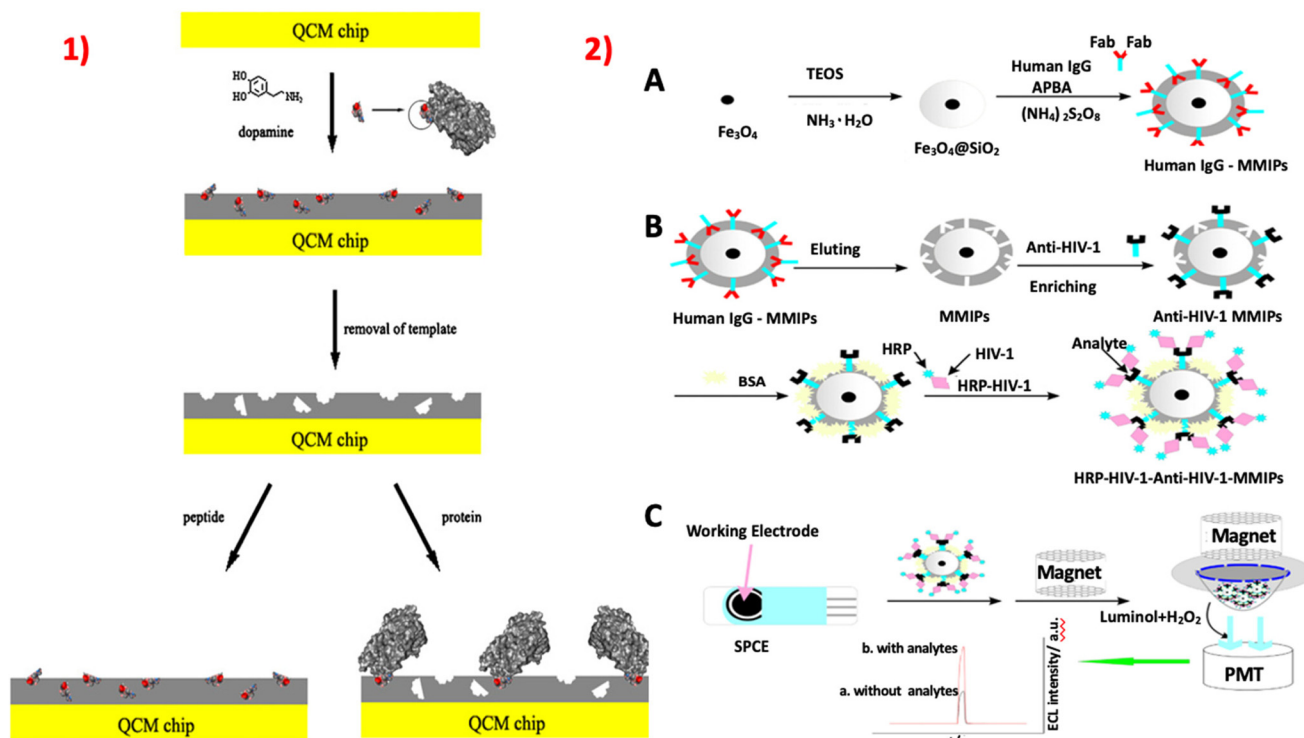 1)
QCM chip
HO
HO
NH2
dopamine
QCM chip
removal of template
QCM chip
peptide
protein
QCM chip
QCM chip
2)
A
Fe3O4
TEOS
NH3·H2O
Fe3O4@SiO2
Fab Fab
Human IgG
APBA
(NH4)2S2O8
Human IgG - MMIPs
B
Human IgG - MMIPs
Eluting
MMIPs
Anti-HIV-1
Enriching
Anti-HIV-1 MMIPs
BSA
HRP
HIV-1
HRP-HIV-1
Analyte
HRP-HIV-1-Anti-HIV-1-MMIPs
C
Working Electrode
SPCE
Magnet
Magnet
Luminol+H2O2
PMT
b. with analytes
a. without analytes
ECL intensity/ a.u.